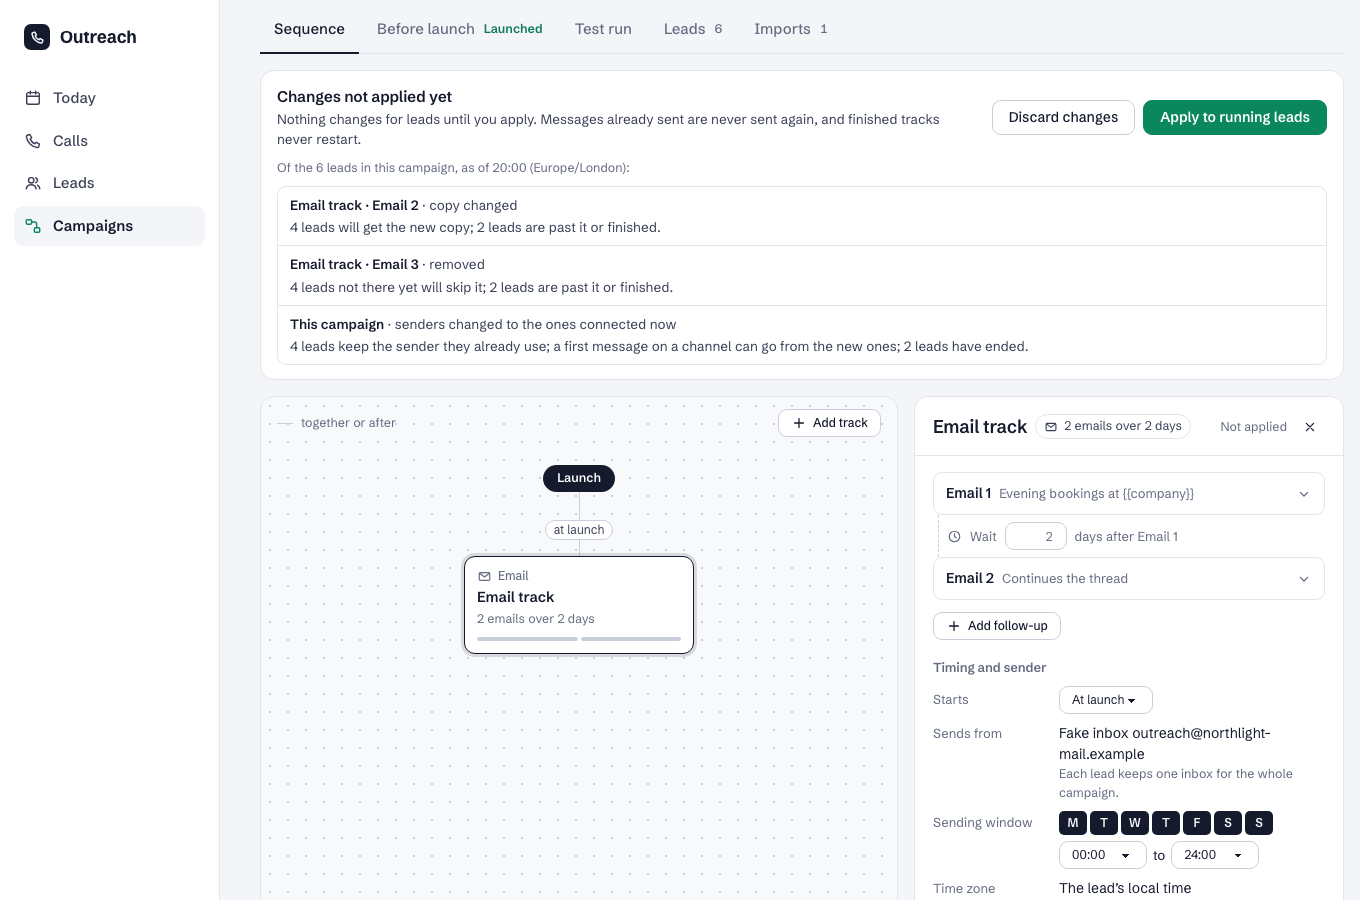 Outreach
Today
Calls
Leads
Campaigns
Sequence
Before launch Launched
Test run
Leads 6
Imports 1
Changes not applied yet
Nothing changes for leads until you apply. Messages already sent are never sent again, and finished tracks
never restart.
Discard changes
Apply to running leads
Of the 6 leads in this campaign, as of 20:00 (Europe/London):
Email track · Email 2 · copy changed
4 leads will get the new copy; 2 leads are past it or finished.
Email track · Email 3 · removed
4 leads not there yet will skip it; 2 leads are past it or finished.
This campaign · senders changed to the ones connected now
4 leads keep the sender they already use; a first message on a channel can go from the new ones; 2 leads have ended.
together or after
Add track
Launch
at launch
Email
Email track
2 emails over 2 days
Email track
2 emails over 2 days
Not applied
Email 1 Evening bookings at {{company}}
Wait 2 days after Email 1
Email 2 Continues the thread
Add follow-up
Timing and sender
Starts
At launch
Sends from
Fake inbox outreach@northlight-
mail.example
Each lead keeps one inbox for the whole
campaign.
Sending window
M T W T F S S
00:00 to 24:00
Time zone
The lead’s local time